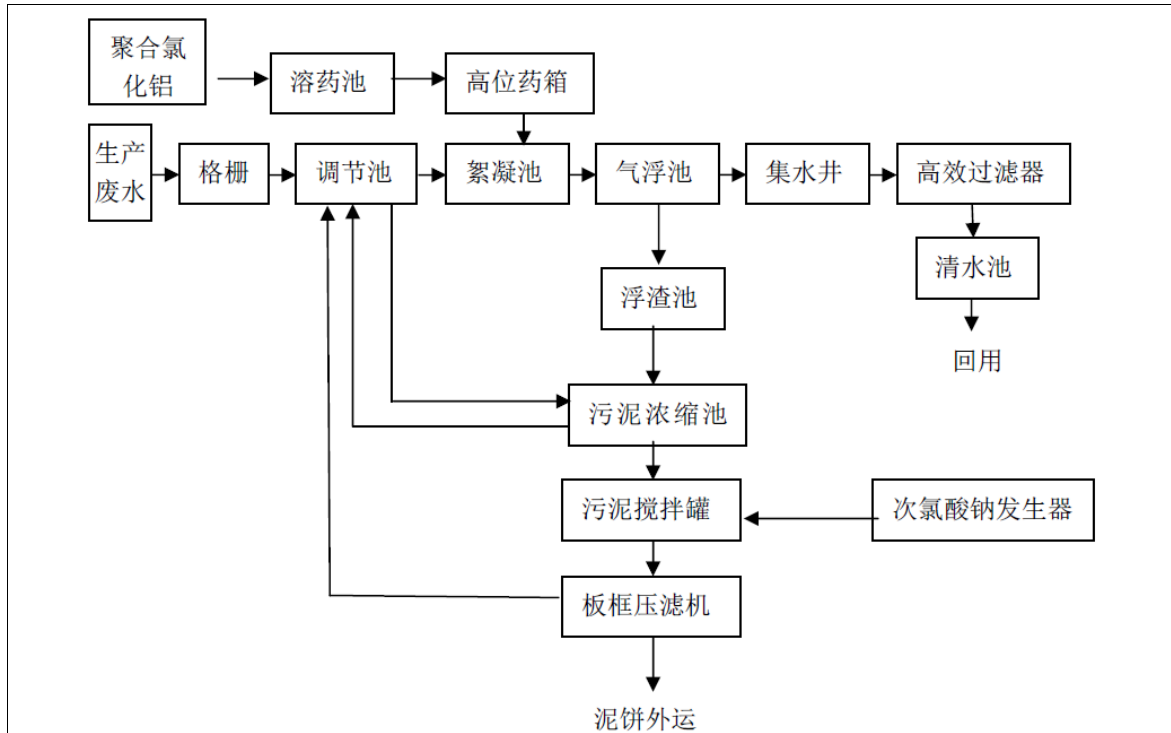 聚合氯
化铝
溶药池
高位药箱
生产
废水
格栅
调节池
絮凝池
气浮池
集水井
高效过滤器
清水池
浮渣池
回用
污泥浓缩池
污泥搅拌罐
次氯酸钠发生器
板框压滤机
泥饼外运